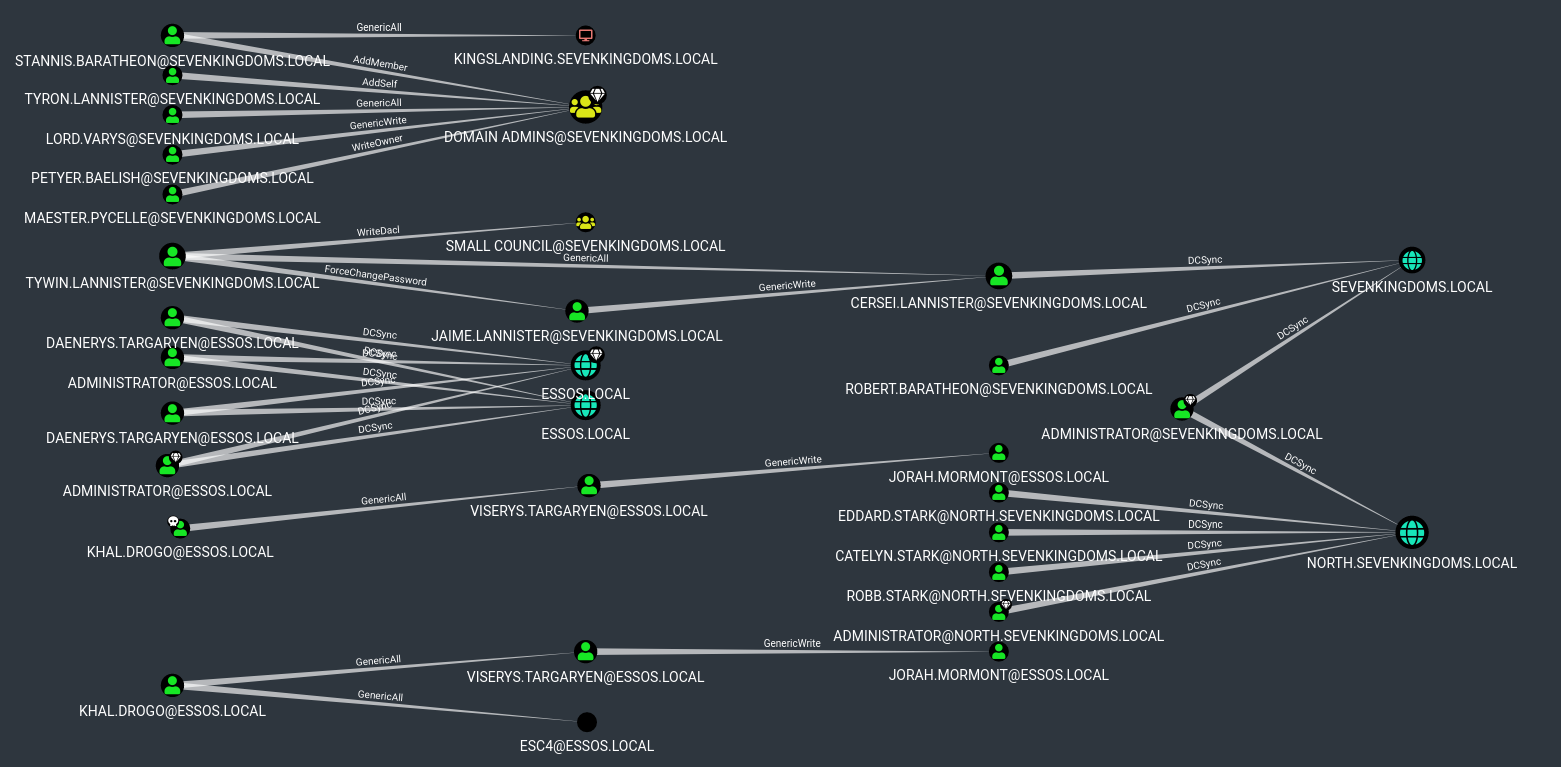 GenericAll
STANNIS.BARATHEON@SEVENKINGDOMS.LOCAL
KINGSLANDING.SEVENKINGDOMS.LOCAL
AddMember
AddSelf
TYRON.LANNISTER@SEVENKINGDOMS.LOCAL
GenericAll
GenericWrite
LORD.VARYS@SEVENKINGDOMS.LOCAL
DOMAIN ADMINS@SEVENKINGDOMS.LOCAL
WriteOwner
PETYER.BAELISH@SEVENKINGDOMS.LOCAL
MAESTER.PYCELLE@SEVENKINGDOMS.LOCAL
WriteDacl
SMALL COUNCIL@SEVENKINGDOMS.LOCAL
GenericAll
DCSync
TYWIN.LANNISTER@SEVENKINGDOMS.LOCAL
ForceChangePassword
GenericWrite
SEVENKINGDOMS.LOCAL
CERSEI.LANNISTER@SEVENKINGDOMS.LOCAL
DCSync
DCSync
JAIME.LANNISTER@SEVENKINGDOMS.LOCAL
DCSync
DAENERYS.TARGARYEN@ESSOS.LOCAL
DCSync
DCSync
DCSync
DCSync
ADMINISTRATOR@ESSOS.LOCAL
ESSOS.LOCAL
ROBERT.BARATHEON@SEVENKINGDOMS.LOCAL
DCSync
DCSync
DCSync
DAENERYS.TARGARYEN@ESSOS.LOCAL
ESSOS.LOCAL
ADMINISTRATOR@SEVENKINGDOMS.LOCAL
GenericWrite
DCSync
JORAH.MORMONT@ESSOS.LOCAL
ADMINISTRATOR@ESSOS.LOCAL
GenericAll
VISERYS.TARGARYEN@ESSOS.LOCAL
DCSync
EDDARD.STARK@NORTH.SEVENKINGDOMS.LOCAL
DCSync
KHAL.DROGO@ESSOS.LOCAL
DCSync
CATELYN.STARK@NORTH.SEVENKINGDOMS.LOCAL
NORTH.SEVENKINGDOMS.LOCAL
DCSync
ROBB.STARK@NORTH.SEVENKINGDOMS.LOCAL
ADMINISTRATOR@NORTH.SEVENKINGDOMS.LOCAL
GenericWrite
GenericAll
VISERYS.TARGARYEN@ESSOS.LOCAL
JORAH.MORMONT@ESSOS.LOCAL
GenericAll
KHAL.DROGO@ESSOS.LOCAL
ESC4@ESSOS.LOCAL